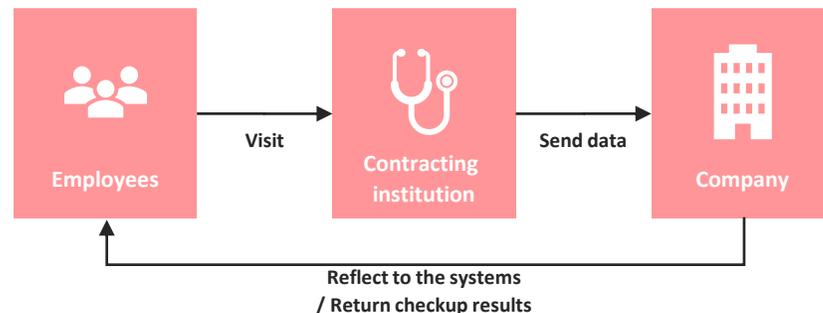 Visit
Send data
Employees
Contracting
institution
Company
Reflect to the systems
/ Return checkup results